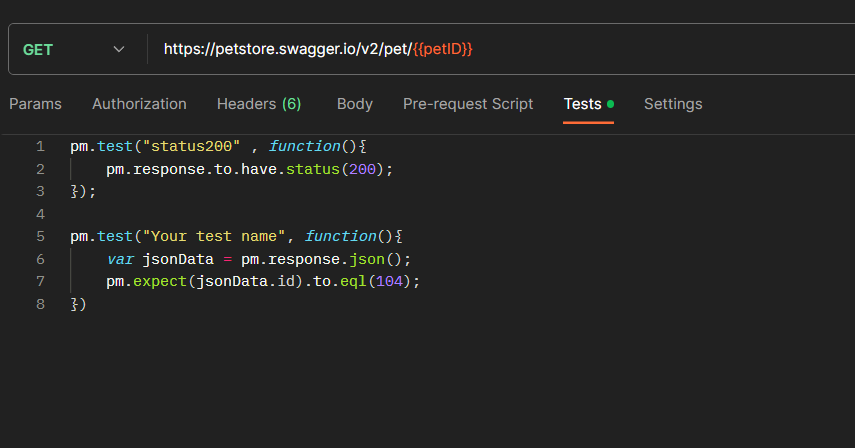 GET https://petstore.swagger.io/v2/pet/{{petID}}
Params Authorization Headers (6) Body Pre-request Script Tests Settings
1 pm.test("status200" , function(){
2 pm.response.to.have.status(200);
3 });
4
5 pm.test("Your test name", function(){
6 var jsonData = pm.response.json();
7 pm.expect(jsonData.id).to.eql(104);
8 })